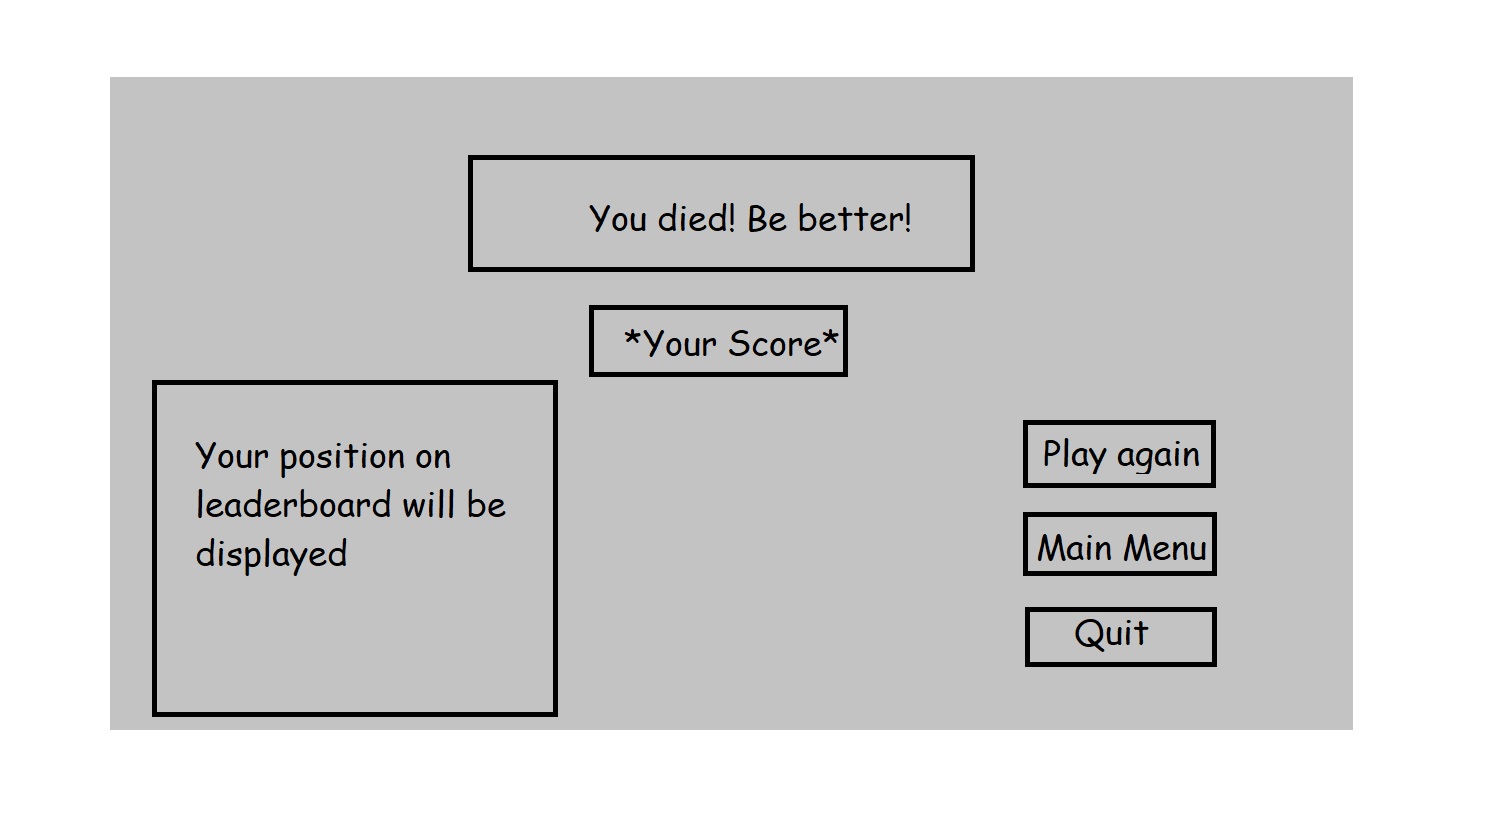 You died! Be better!
*Your Score*
Your position on
leaderboard will be
displayed
Play again
Main Menu
Quit